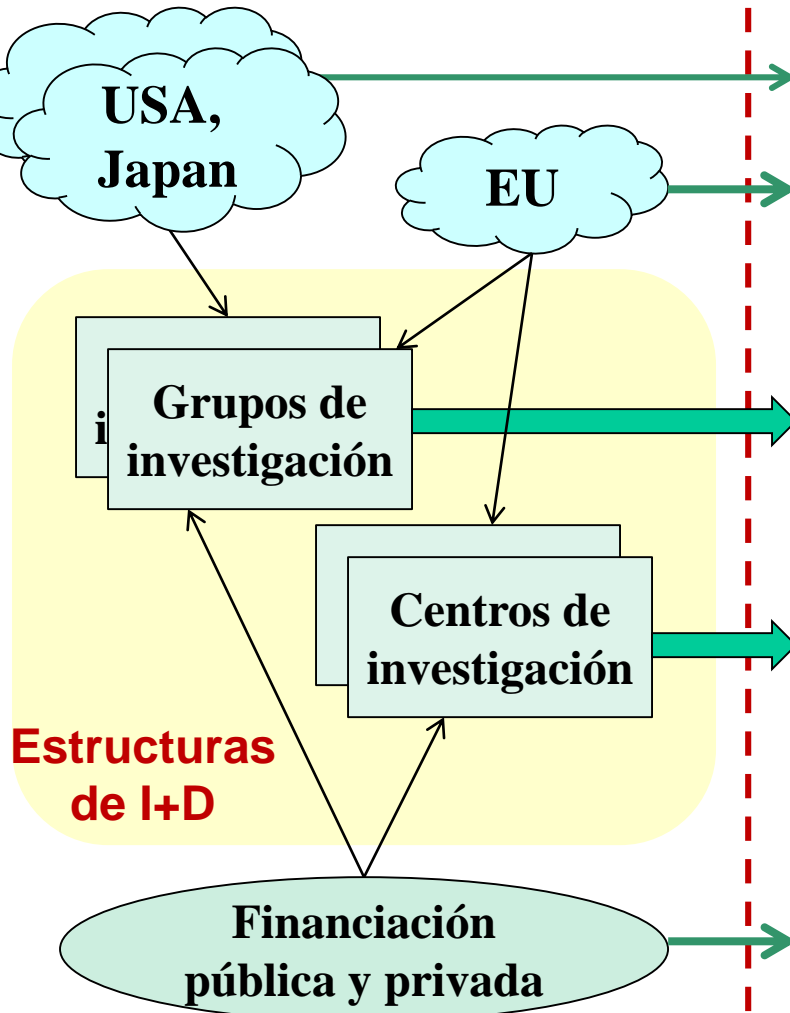 USA,
Japan
EU
Grupos de
investigación
Centros de
investigación
Estructuras
de I+D
Financiación
pública y privada